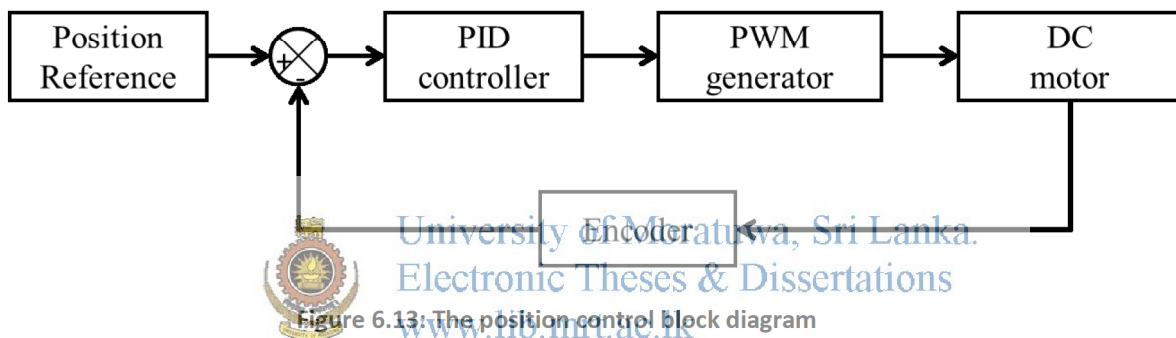 Position
Reference
+
-
PID
controller
PWM
generator
DC
motor
Encoder
University of Moratuwa, Sri Lanka.
Electronic Theses & Dissertations
www.lib.mrt.ac.lk
Figure 6.13: The position control block diagram